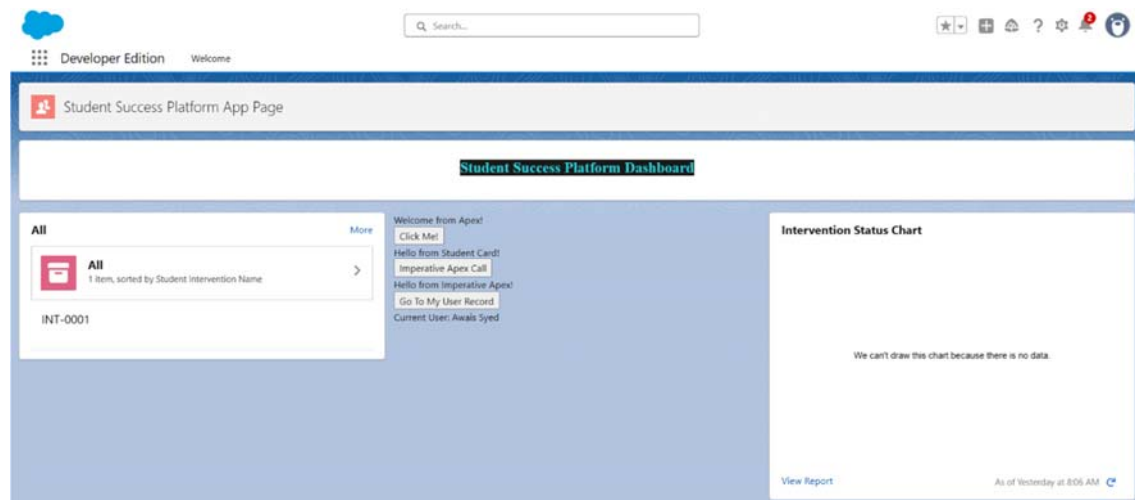 Search...
2
Developer Edition
Welcome
Student Success Platform App Page
Student Success Platform Dashboard
All
More
All
1 item, sorted by Student Intervention Name
INT-0001
Welcome from Apex!
Click Me!
Hello from Student Card!
Imperative Apex Call
Hello from Imperative Apex!
Go To My User Record
Current User: Awais Syed
Intervention Status Chart
We can't draw this chart because there is no data.
View Report
As of Yesterday at 8:06 AM